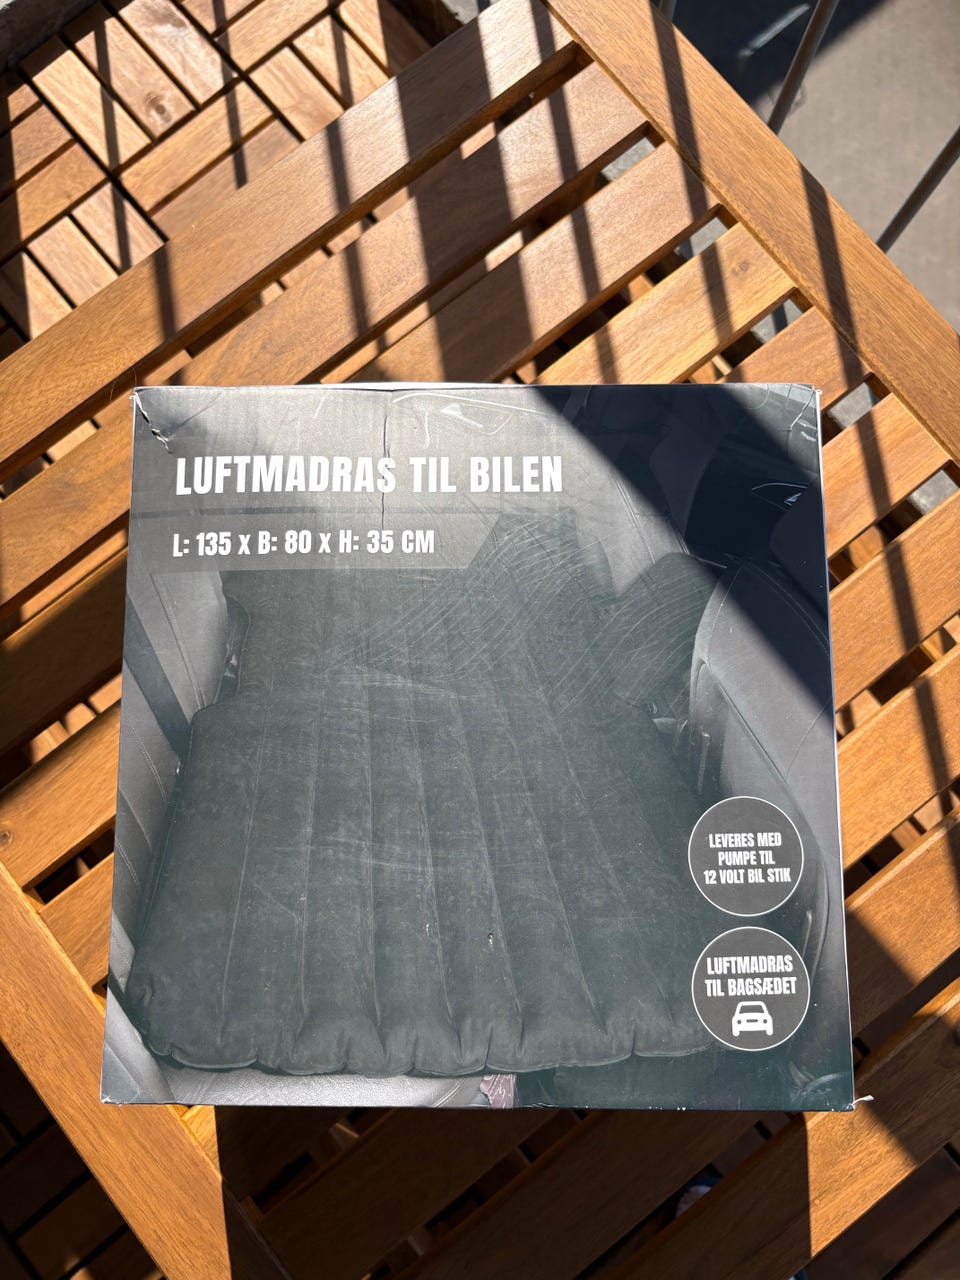 LUFTMADRAS TIL BILEN
L: 135 x B: 80 x H: 35 CM
LEVERES MED
PUMPE TIL
12 VOLT BIL STIK
LUFTMADRAS
TIL BAGSÆDET